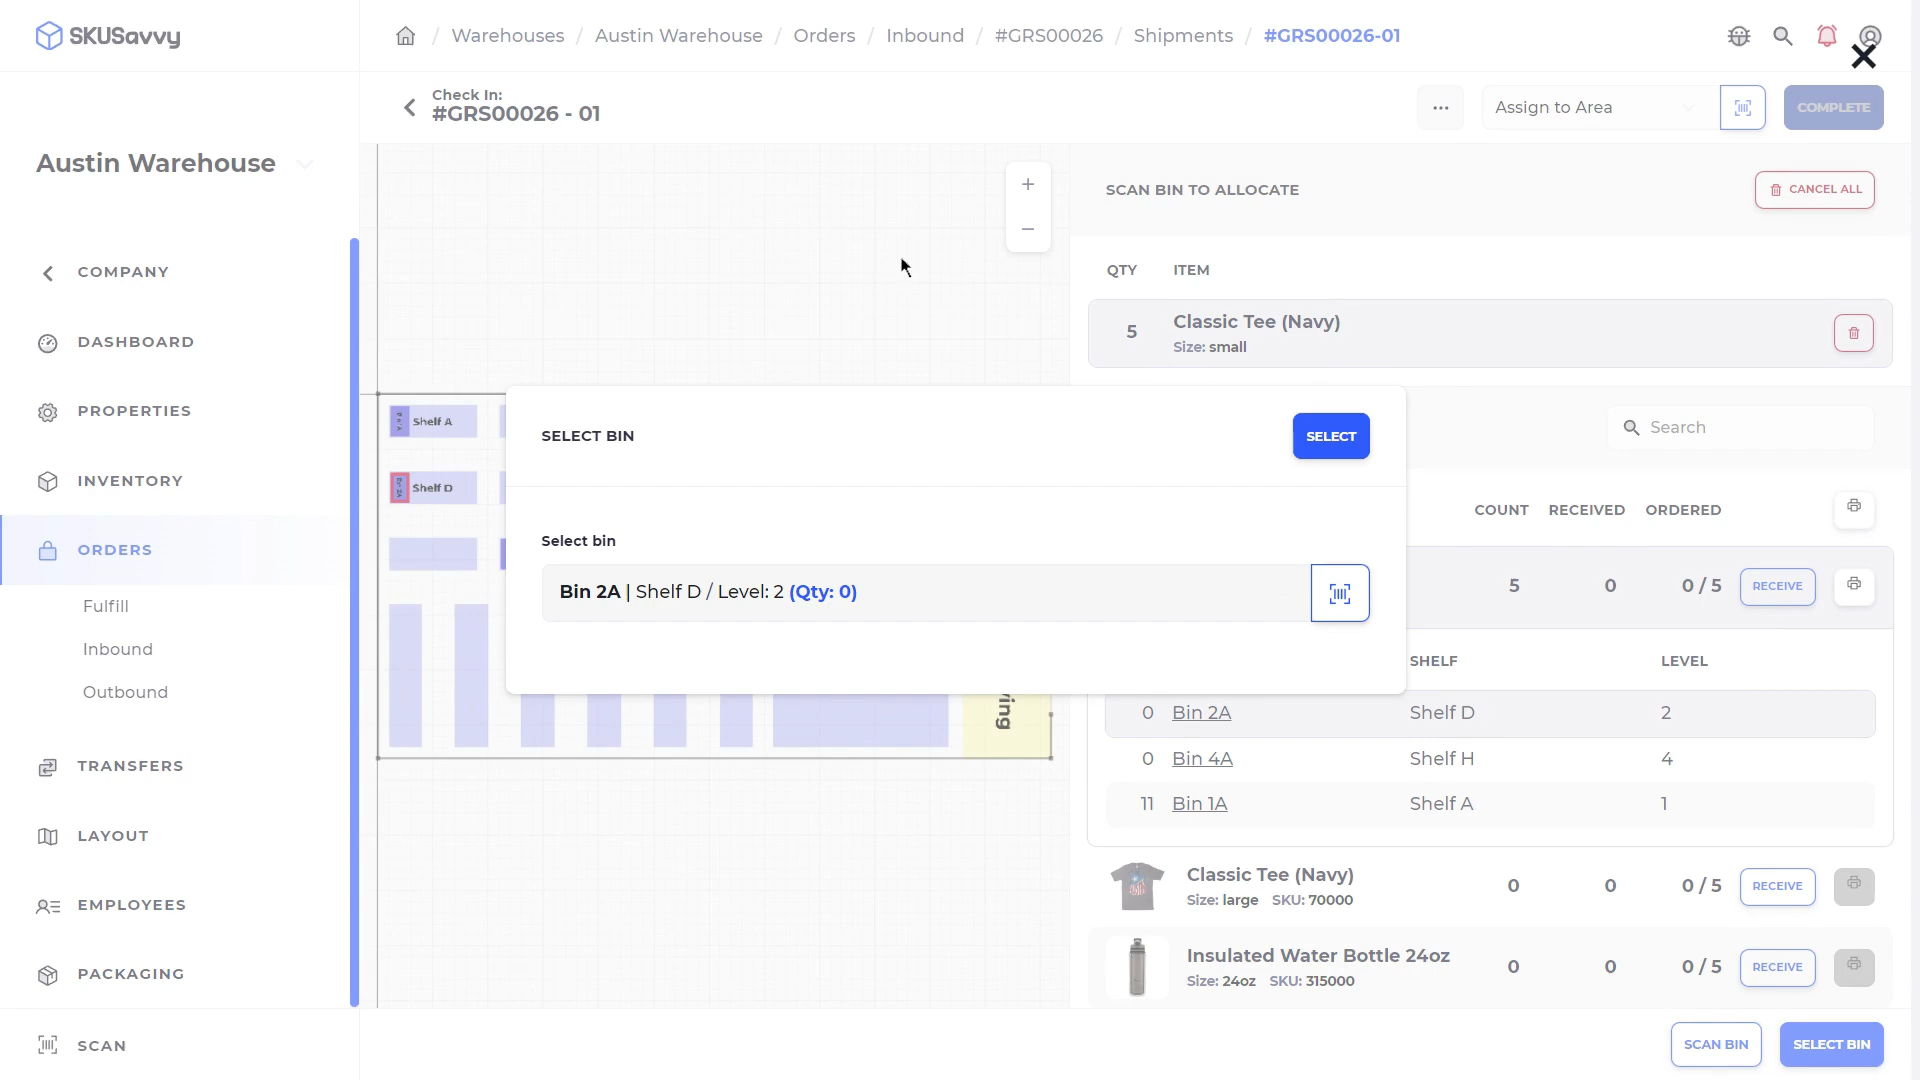 SKUSavvy
Warehouses / Austin Warehouse / Orders / Inbound / #GRS00026 / Shipments / #GRS00026-01
Check In:
#GRS00026 - 01
Assign to Area
COMPLETE
Austin Warehouse
COMPANY
DASHBOARD
PROPERTIES
INVENTORY
ORDERS
Fulfill
Inbound
Outbound
TRANSFERS
LAYOUT
EMPLOYEES
PACKAGING
SCAN
Shelf A
Shelf D
SCAN BIN TO ALLOCATE
CANCEL ALL
QTY ITEM
5 Classic Tee (Navy)
Size: small
Search
SELECT BIN
SELECT
Select bin
Bin 2A | Shelf D / Level: 2 (Qty: 0)
COUNT RECEIVED ORDERED
5 0 0 / 5 RECEIVE
SHELF LEVEL
0 Bin 2A Shelf D 2
0 Bin 4A Shelf H 4
11 Bin 1A Shelf A 1
Classic Tee (Navy)
Size: large SKU: 70000
0 0 0 / 5 RECEIVE
Insulated Water Bottle 24oz
Size: 24oz SKU: 315000
0 0 0 / 5 RECEIVE
SCAN BIN
SELECT BIN